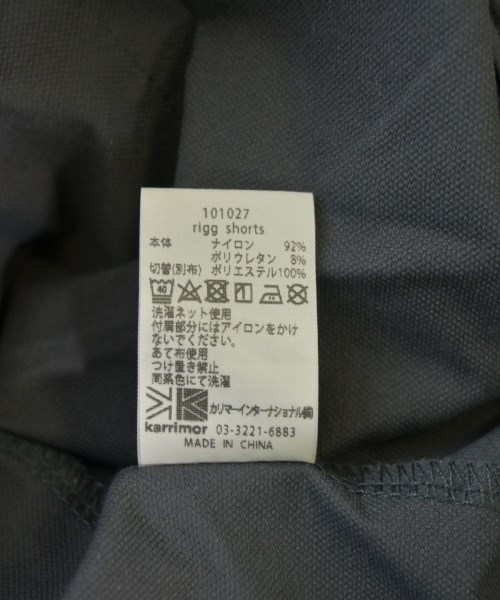 101027
rigg shorts
本体 ナイロン 92%
ポリウレタン 8%
切替(別布) ポリエステル100%
40
洗濯ネット使用
付属部分にはアイロンをかけ
ないでください。
あて布使用
つけ置き禁止
同系色にて洗濯
karrimor
カリマーインターナショナル㈱
03-3221-6883
MADE IN CHINA